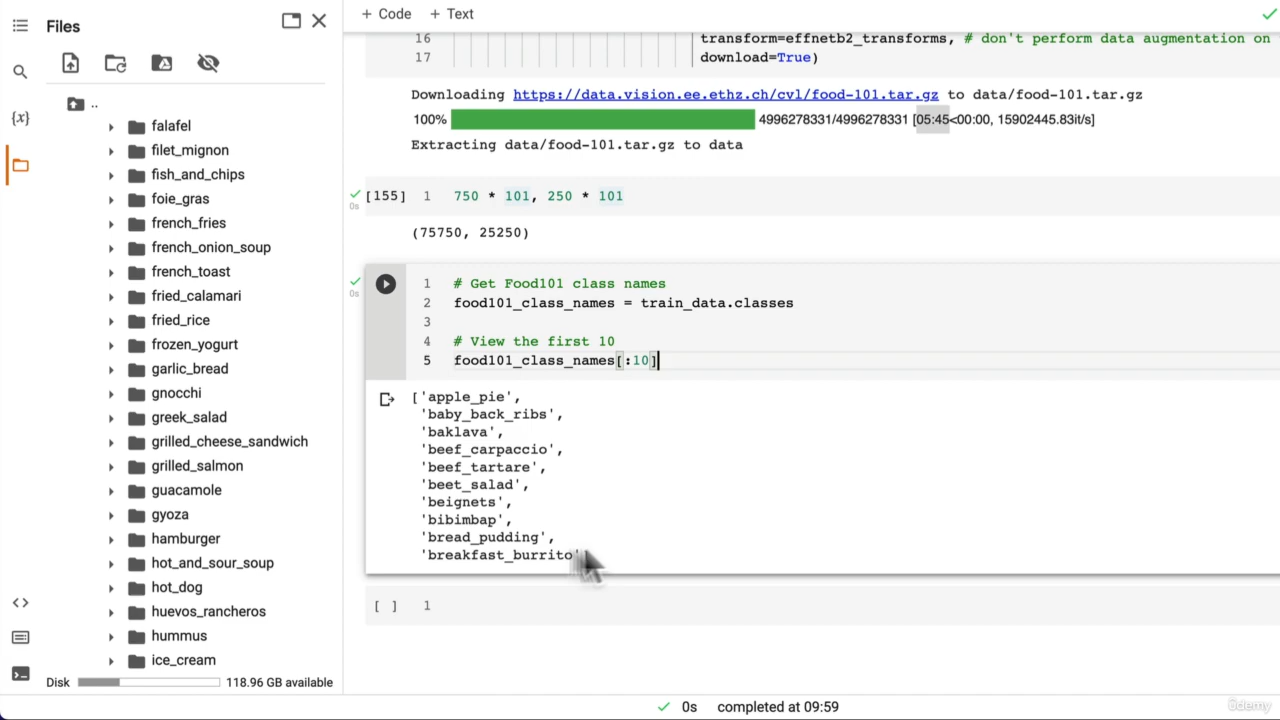 Files
..
falafel
filet_mignon
fish_and_chips
foie_gras
french_fries
french_onion_soup
french_toast
fried_calamari
fried_rice
frozen_yogurt
garlic_bread
gnocchi
greek_salad
grilled_cheese_sandwich
grilled_salmon
guacamole
gyoza
hamburger
hot_and_sour_soup
hot_dog
huevos_rancheros
hummus
ice_cream
Disk 118.96 GB available
+ Code + Text
16 transform=effnetb2_transforms, # don't perform data augmentation on
17 download=True)
Downloading https://data.vision.ee.ethz.ch/cvl/food-101.tar.gz to data/food-101.tar.gz
100% 4996278331/4996278331 [05:45<00:00, 15902445.83it/s]
Extracting data/food-101.tar.gz to data
[155] 1 750 * 101, 250 * 101
0s
(75750, 25250)
1 # Get Food101 class names
0s
2 food101_class_names = train_data.classes
3
4 # View the first 10
5 food101_class_names[:10]
['apple_pie',
'baby_back_ribs',
'baklava',
'beef_carpaccio',
'beef_tartare',
'beet_salad',
'beignets',
'bibimbap',
'bread_pudding',
'breakfast_burrito'
[ ] 1
0s completed at 09:59
ûdemy